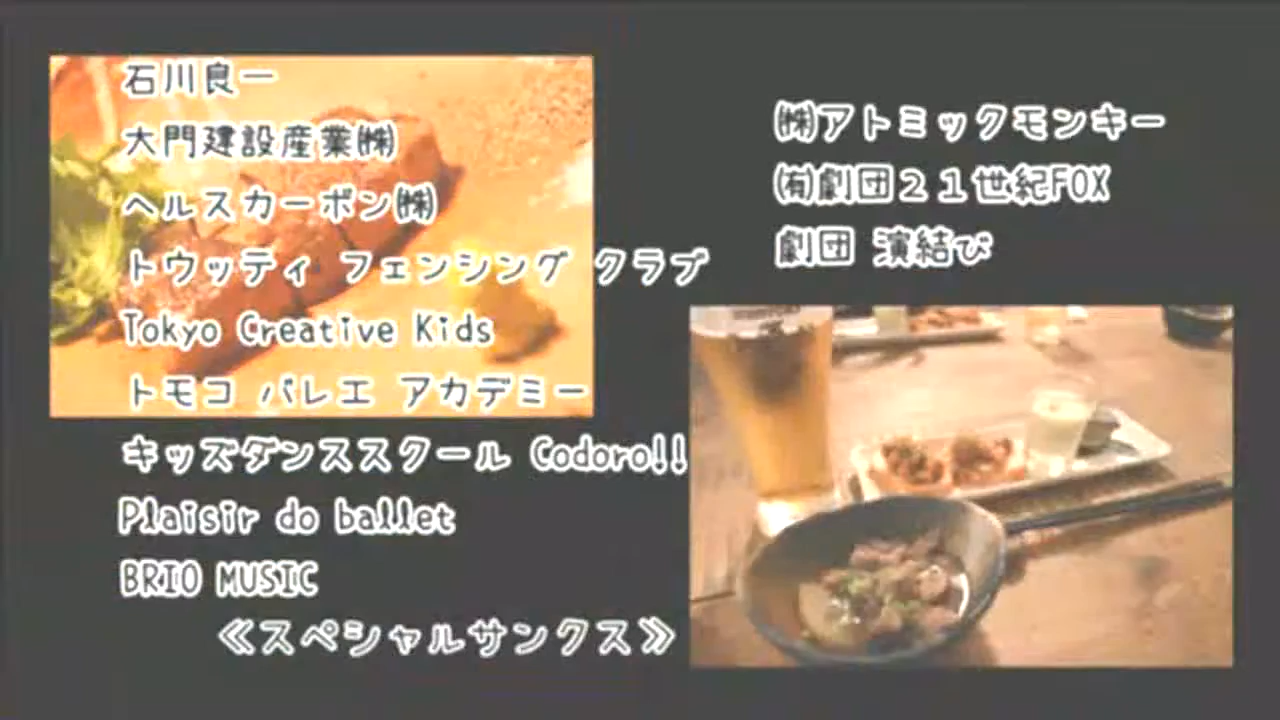 石川良一
大門建設産業㈱
ヘルスカーボン㈱
トウッティ フェンシング クラブ
Tokyo Creative Kids
トモコ バレエ アカデミー
キッズダンススクール Codoro!!
Plaisir do ballet
BRIO MUSIC
≪スペシャルサンクス≫
㈱アトミックモンキー
㈲劇団２１世紀FOX
劇団 演結び